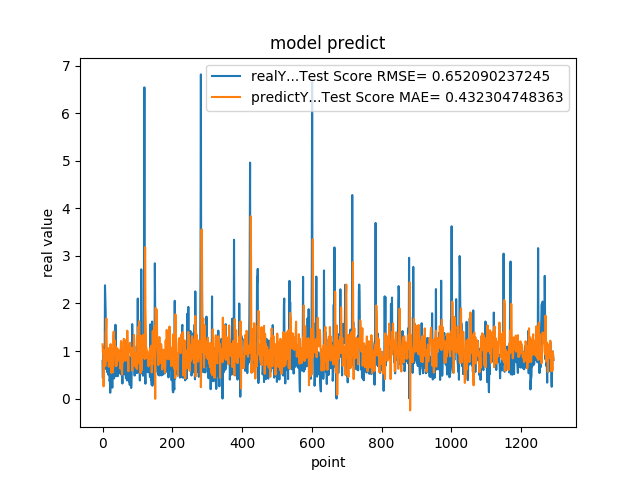 model predict
realY...Test Score RMSE= 0.652090237245
predictY...Test Score MAE= 0.432304748363
real value
7
6
5
4
3
2
1
0
0 200 400 600 800 1000 1200
point